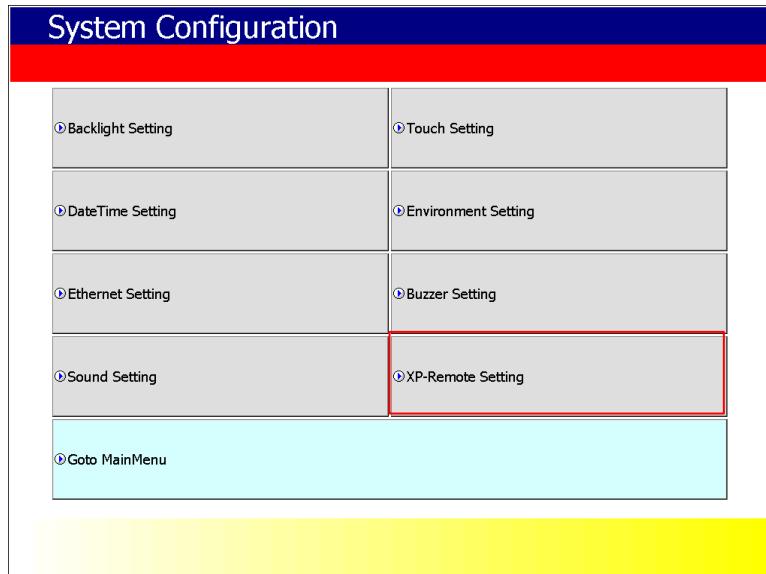 System Configuration
Backlight Setting
Touch Setting
DateTime Setting
Environment Setting
Ethernet Setting
Buzzer Setting
Sound Setting
XP-Remote Setting
Goto MainMenu